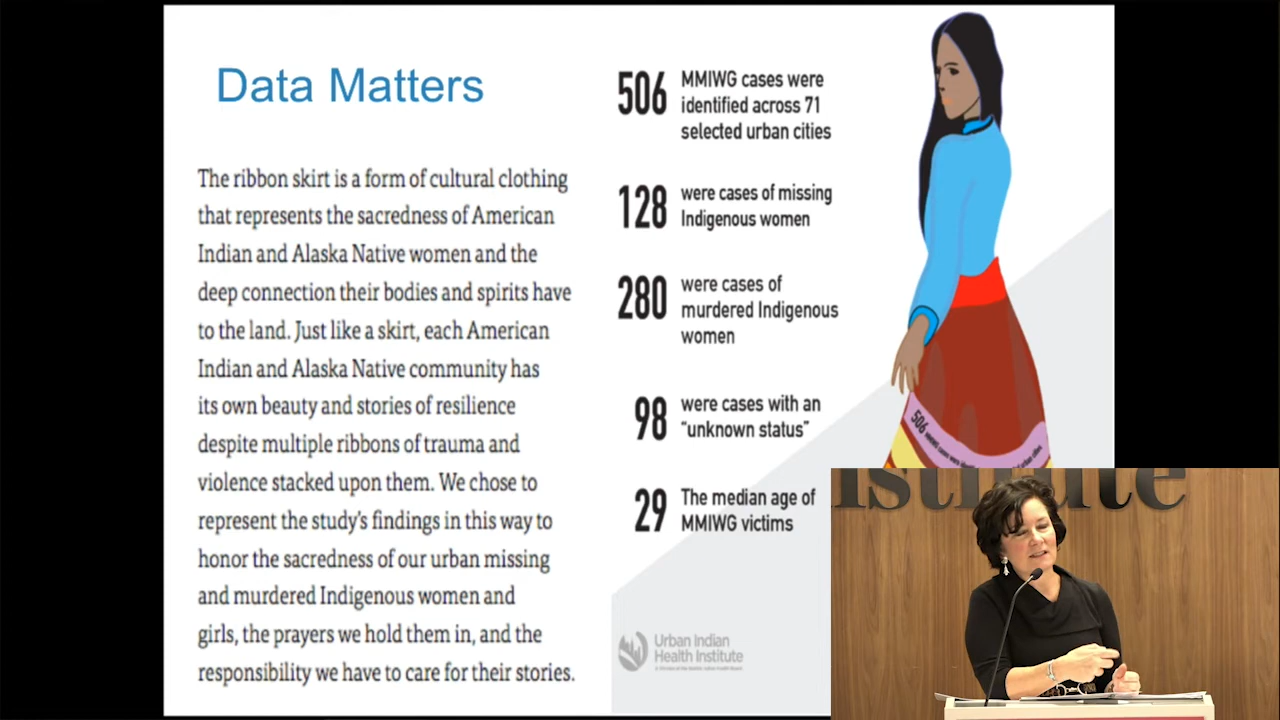 Data Matters
The ribbon skirt is a form of cultural clothing
that represents the sacredness of American
Indian and Alaska Native women and the
deep connection their bodies and spirits have
to the land. Just like a skirt, each American
Indian and Alaska Native community has
its own beauty and stories of resilience
despite multiple ribbons of trauma and
violence stacked upon them. We chose to
represent the study's findings in this way to
honor the sacredness of our urban missing
and murdered Indigenous women and
girls, the prayers we hold them in, and the
responsibility we have to care for their stories.
506 MMIWG cases were
identified across 71
selected urban cities
128 were cases of missing
Indigenous women
280 were cases of
murdered Indigenous
women
98 were cases with an
"unknown status"
29 The median age of
MMIWG victims
506 MMIWG cases were
Urban Indian
Health Institute